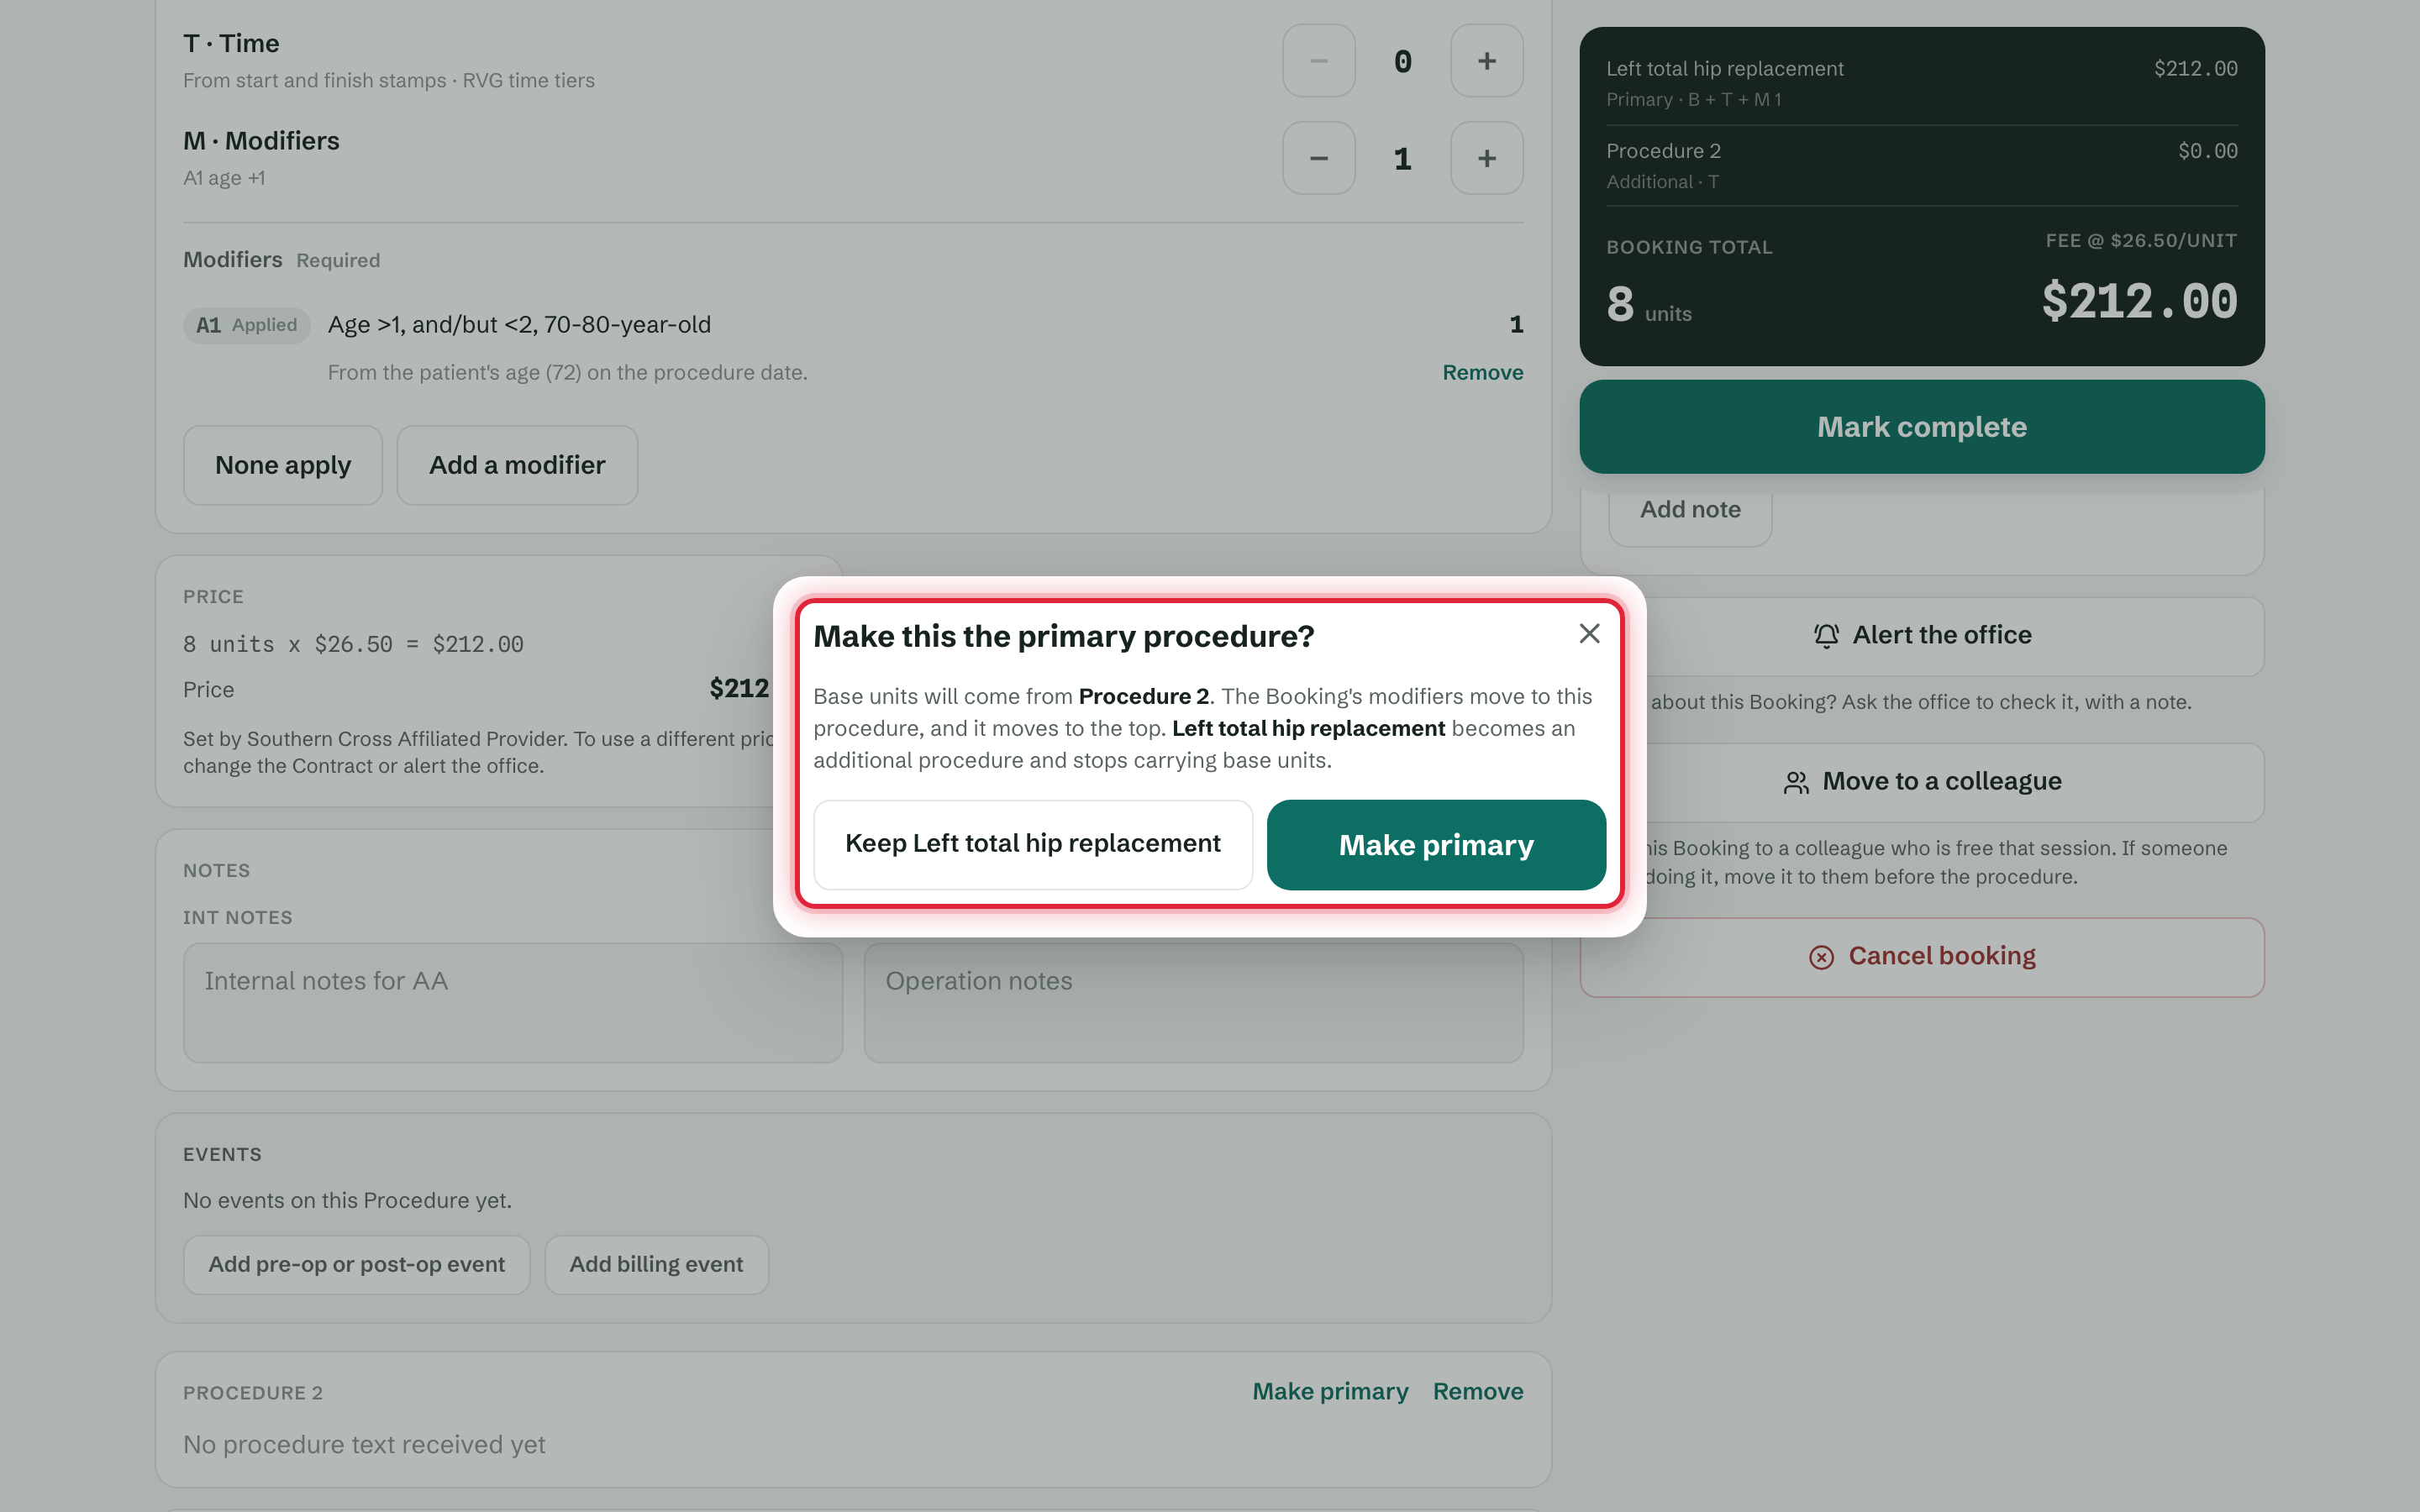 T · Time
From start and finish stamps · RVG time tiers
− 0 +
M · Modifiers
A1 age +1
− 1 +
Modifiers Required
A1 Applied Age >1, and/but <2, 70-80-year-old 1
From the patient's age (72) on the procedure date. Remove
None apply Add a modifier
PRICE
8 units x $26.50 = $212.00
Price $212
Set by Southern Cross Affiliated Provider. To use a different
change the Contract or alert the office.
NOTES
INT NOTES
Internal notes for AA
Operation notes
EVENTS
No events on this Procedure yet.
Add pre-op or post-op event Add billing event
PROCEDURE 2 Make primary Remove
No procedure text received yet
Make this the primary procedure?
Base units will come from Procedure 2. The Booking's modifiers move to this
procedure, and it moves to the top. Left total hip replacement becomes an
additional procedure and stops carrying base units.
Keep Left total hip replacement Make primary
Left total hip replacement $212.00
Primary · B + T + M 1
Procedure 2 $0.00
Additional · T
BOOKING TOTAL FEE @ $26.50/UNIT
8 units $212.00
Mark complete
Add note
Alert the office
about this Booking? Ask the office to check it, with a note.
Move to a colleague
Booking to a colleague who is free that session. If someone
doing it, move it to them before the procedure.
Cancel booking